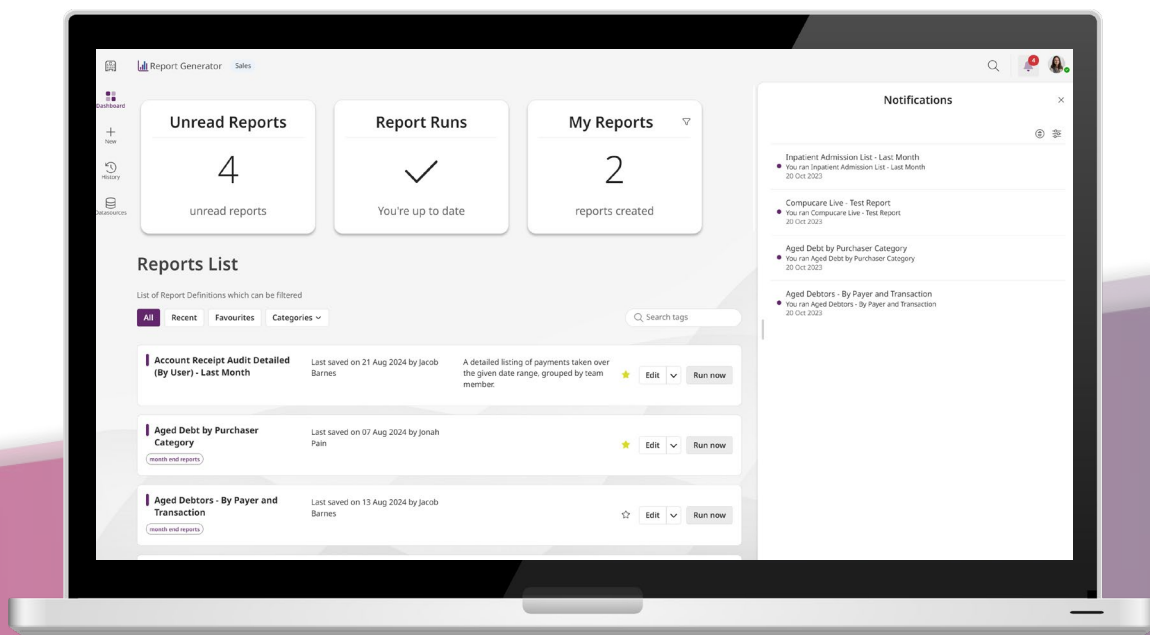 Report Generator Sales
4
Dashboard
New
History
Datasources
Unread Reports
4
unread reports
Report Runs
You're up to date
My Reports
2
reports created
Reports List
List of Report Definitions which can be filtered
All Recent Favourites Categories
Search tags
Account Receipt Audit Detailed
(By User) - Last Month
Last saved on 21 Aug 2024 by Jacob
Barnes
A detailed listing of payments taken over
the given date range, grouped by team
member.
Edit Run now
Aged Debt by Purchaser
Category
month end reports
Last saved on 07 Aug 2024 by Jonah
Pain
Edit Run now
Aged Debtors - By Payer and
Transaction
month end reports
Last saved on 13 Aug 2024 by Jacob
Barnes
Edit Run now
Notifications
Inpatient Admission List - Last Month
You ran Inpatient Admission List - Last Month
20 Oct 2023
Compucare Live - Test Report
You ran Compucare Live - Test Report
20 Oct 2023
Aged Debt by Purchaser Category
You ran Aged Debt by Purchaser Category
20 Oct 2023
Aged Debtors - By Payer and Transaction
You ran Aged Debtors - By Payer and Transaction
20 Oct 2023